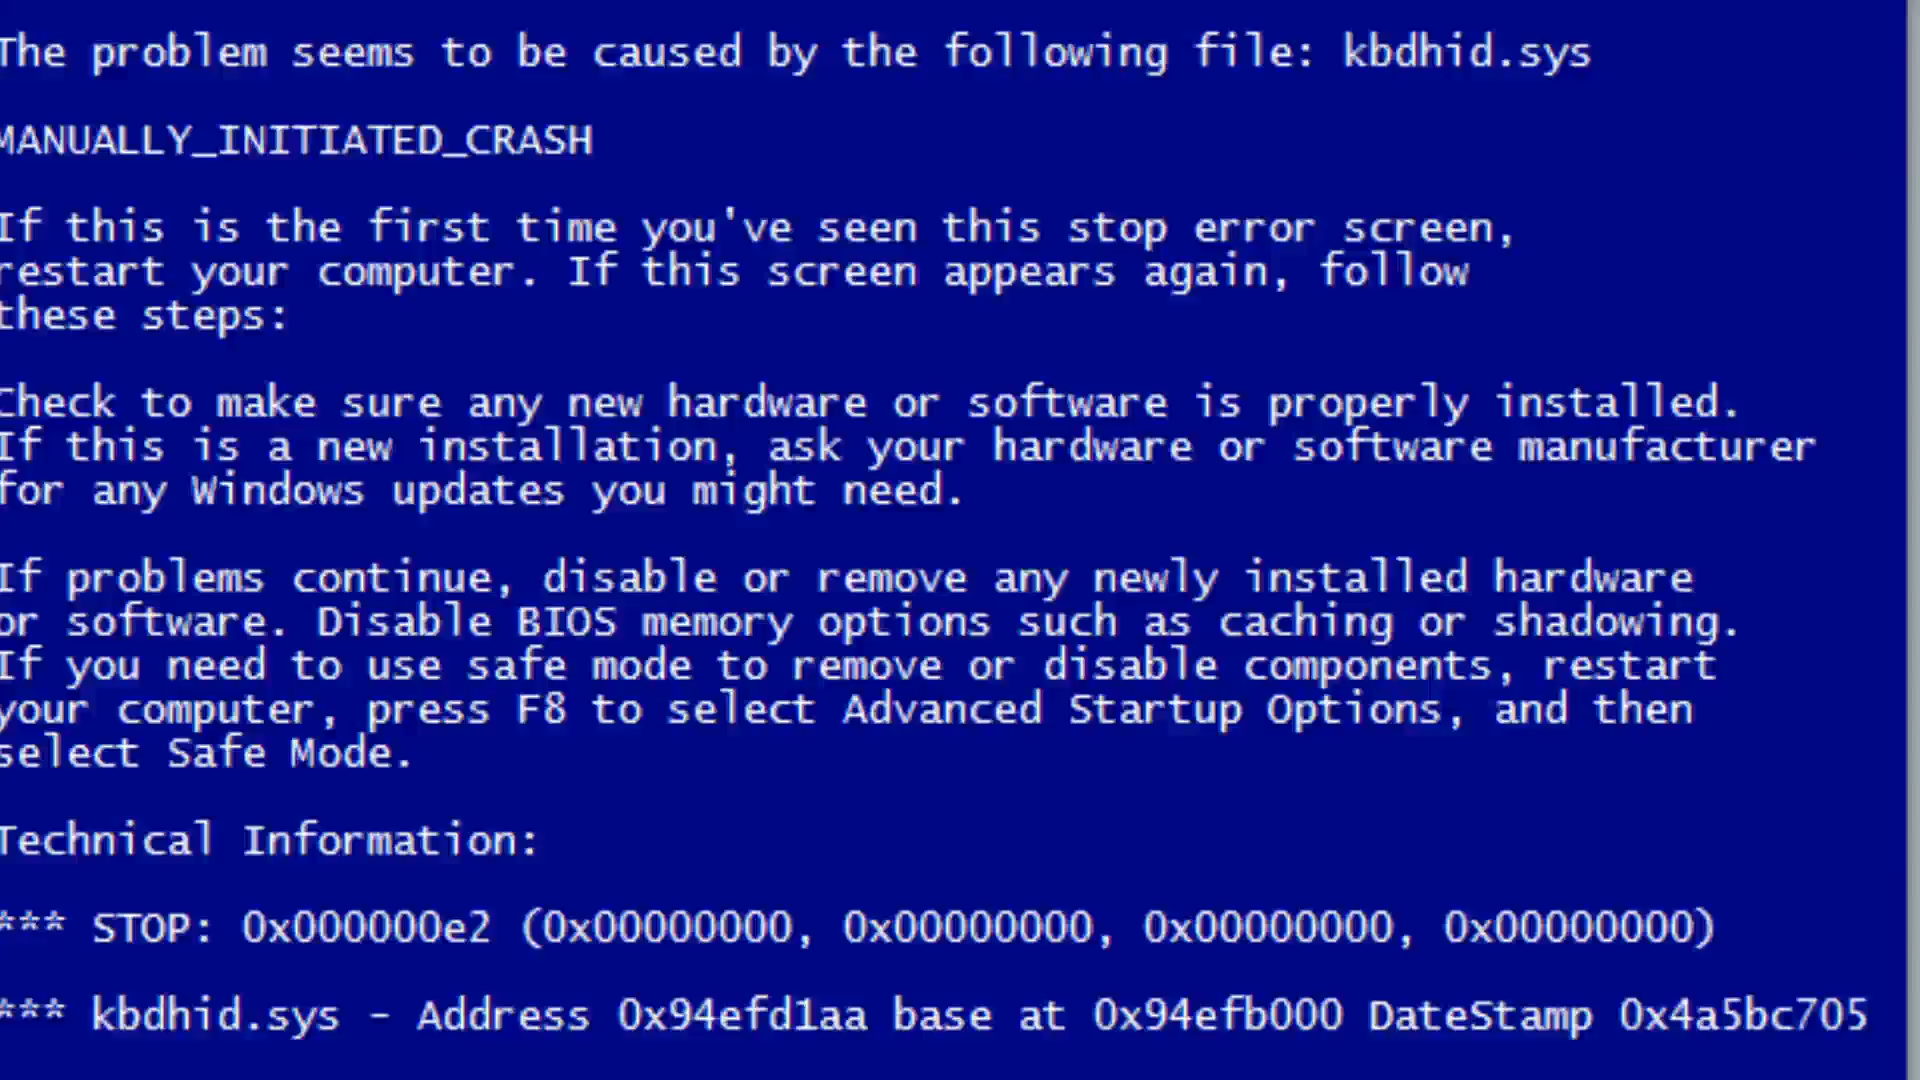 The problem seems to be caused by the following file: kbdhid.sys
MANUALLY_INITIATED_CRASH
If this is the first time you've seen this stop error screen,
restart your computer. If this screen appears again, follow
these steps:
Check to make sure any new hardware or software is properly installed.
If this is a new installation, ask your hardware or software manufacturer
for any Windows updates you might need.
If problems continue, disable or remove any newly installed hardware
or software. Disable BIOS memory options such as caching or shadowing.
If you need to use safe mode to remove or disable components, restart
your computer, press F8 to select Advanced Startup Options, and then
select Safe Mode.
Technical Information:
*** STOP: 0x000000e2 (0x00000000, 0x00000000, 0x00000000, 0x00000000)
*** kbdhid.sys - Address 0x94efd1aa base at 0x94efb000 DateStamp 0x4a5bc705